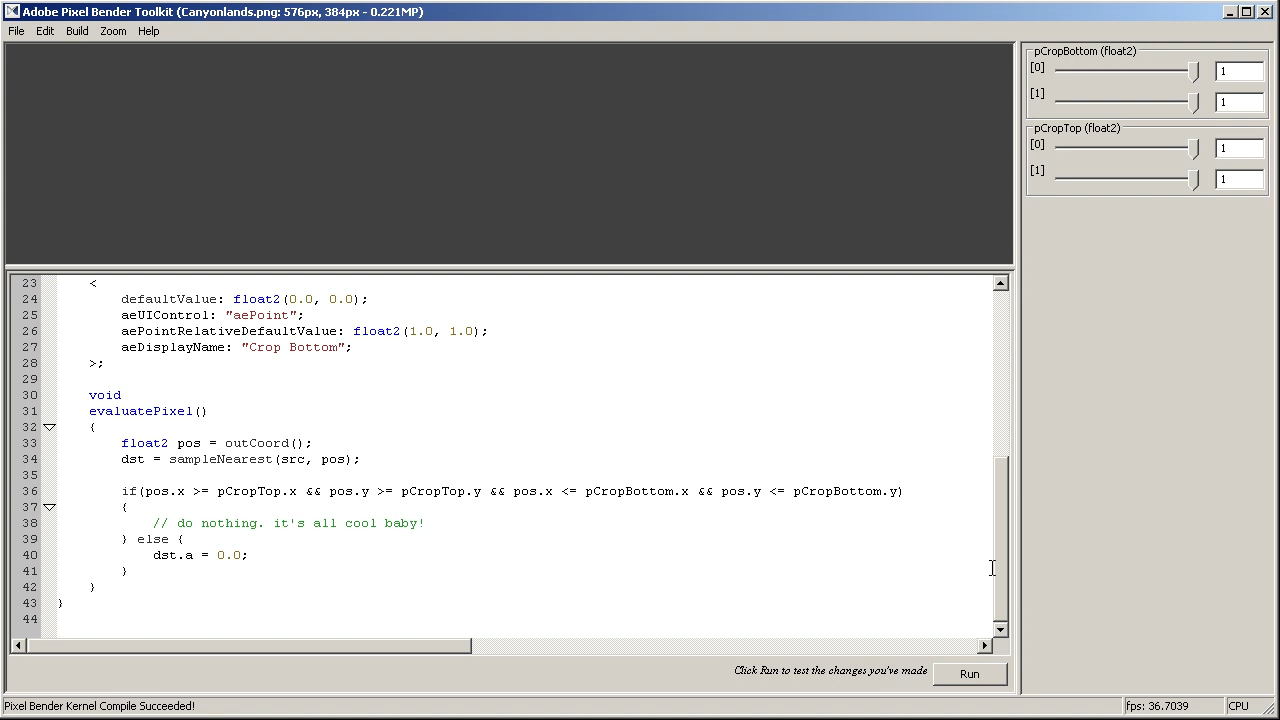 Adobe Pixel Bender Toolkit (Canyonlands.png: 576px, 384px - 0.221MP)
File Edit Build Zoom Help
pCropBottom (float2)
[0] 1
[1] 1
pCropTop (float2)
[0] 1
[1] 1
23 <
24 defaultValue: float2(0.0, 0.0);
25 aeUIControl: "aePoint";
26 aePointRelativeDefaultValue: float2(1.0, 1.0);
27 aeDisplayName: "Crop Bottom";
28 >;
29
30 void
31 evaluatePixel()
32 {
33 float2 pos = outCoord();
34 dst = sampleNearest(src, pos);
35
36 if(pos.x >= pCropTop.x && pos.y >= pCropTop.y && pos.x <= pCropBottom.x && pos.y <= pCropBottom.y)
37 {
38 // do nothing. it's all cool baby!
39 } else {
40 dst.a = 0.0;
41 }
42 }
43 }
44
Click Run to test the changes you've made Run
Pixel Bender Kernel Compile Succeeded! fps: 36.7039 CPU